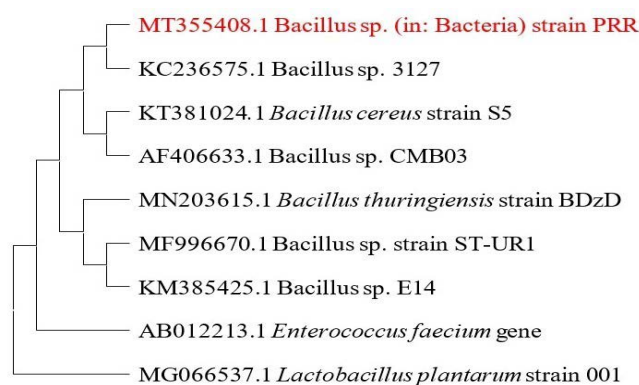 MT355408.1 Bacillus sp. (in: Bacteria) strain PRR
KC236575.1 Bacillus sp. 3127
KT381024.1 Bacillus cereus strain S5
AF406633.1 Bacillus sp. CMB03
MN203615.1 Bacillus thuringiensis strain BDzD
MF996670.1 Bacillus sp. strain ST-UR1
KM385425.1 Bacillus sp. E14
AB012213.1 Enterococcus faecium gene
MG066537.1 Lactobacillus plantarum strain 001